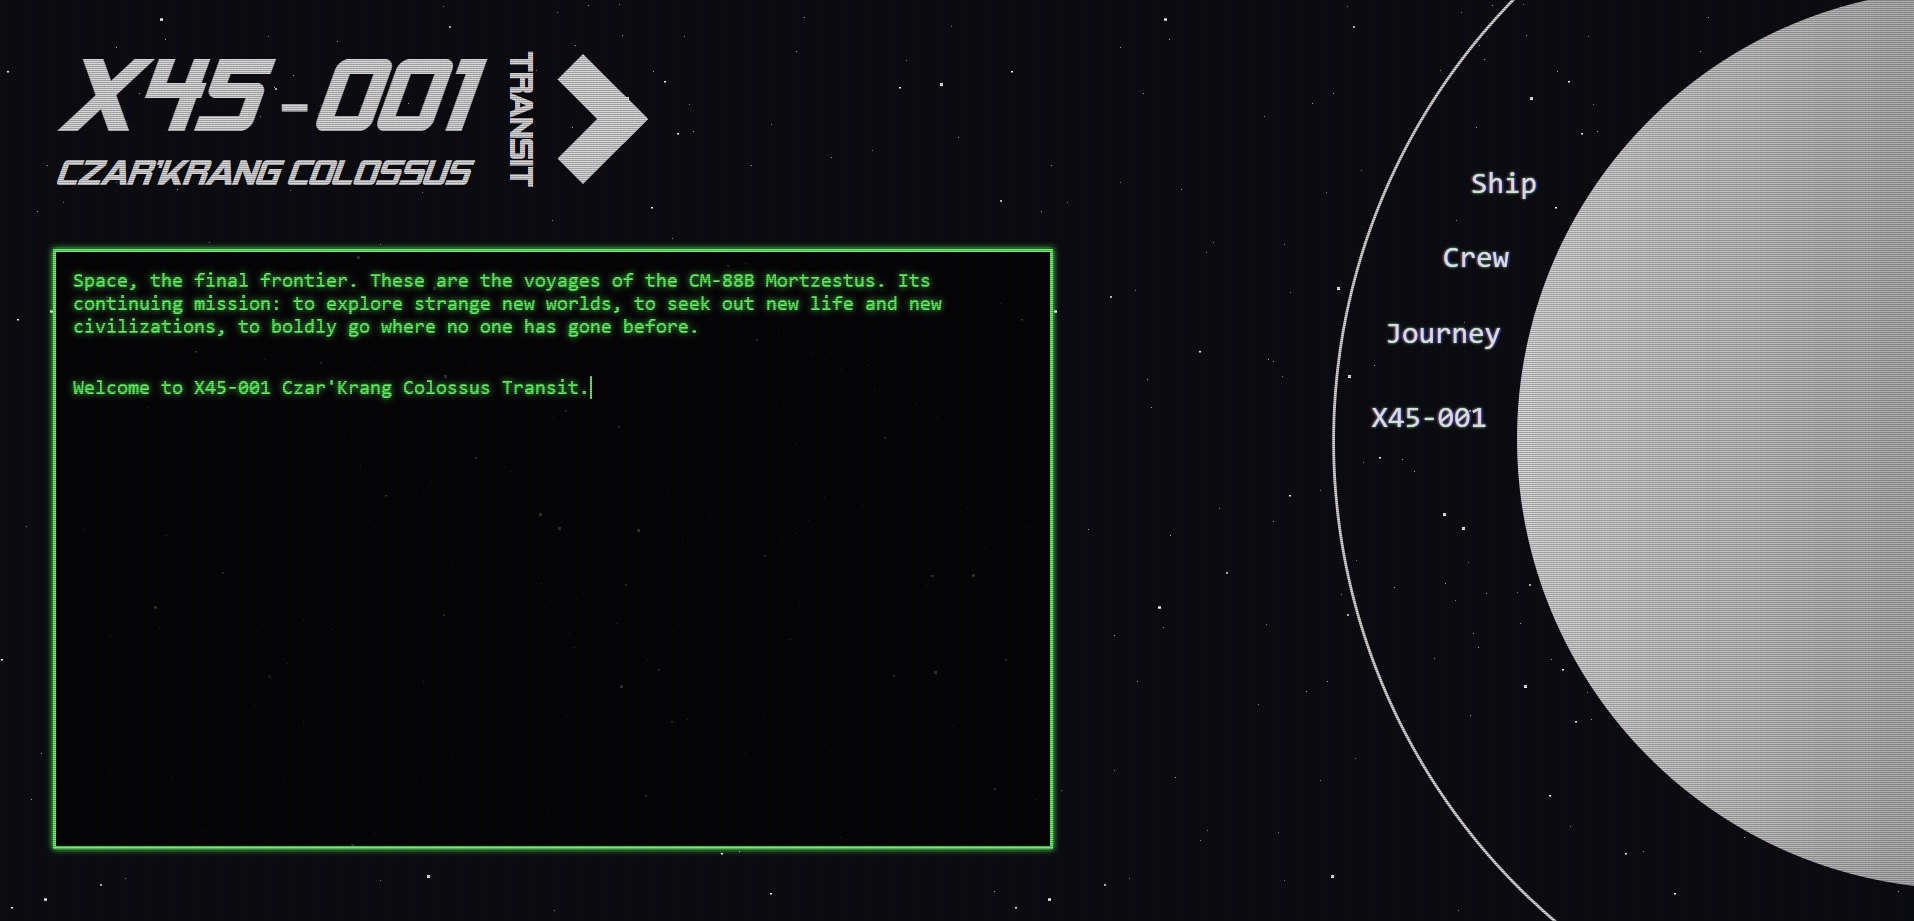 X45-001
CZAR'KRANG COLOSSUS
TRANSIT
Space, the final frontier. These are the voyages of the CM-88B Mortzestus. Its
continuing mission: to explore strange new worlds, to seek out new life and new
civilizations, to boldly go where no one has gone before.
Welcome to X45-001 Czar'Krang Colossus Transit.
Ship
Crew
Journey
X45-001